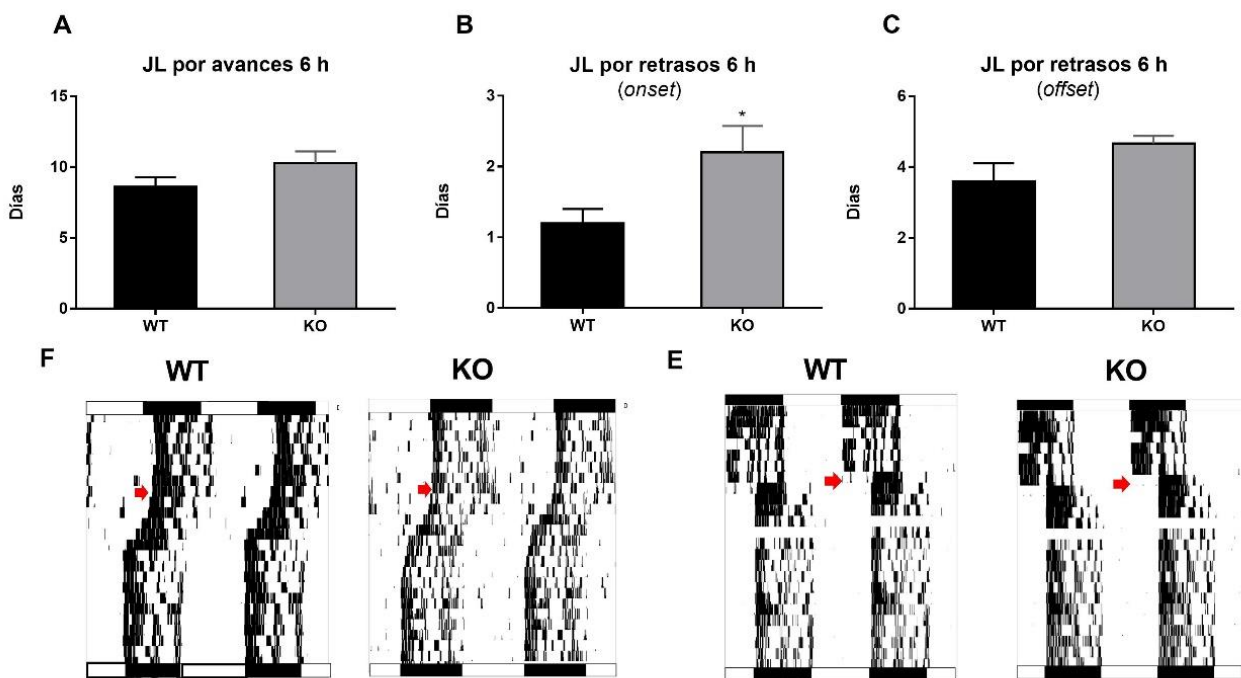 A
JL por avances 6 h
Días
15
10
5
0
WT
KO
B
JL por retrasos 6 h
(onset)
Días
3
2
1
0
*
WT
KO
C
JL por retrasos 6 h
(offset)
Días
6
4
2
0
WT
KO
F
WT
KO
E
WT
KO